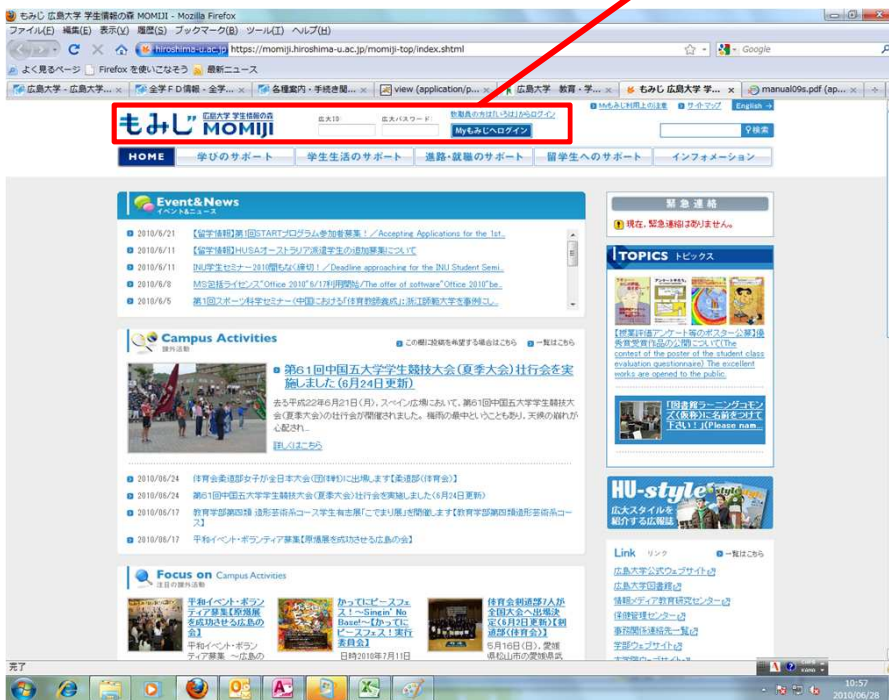 もみじ 広島大学 学生情報の森 MOMIJI - Mozilla Firefox
ファイル(F) 編集(E) 表示(V) 履歴(S) ブックマーク(B) ツール(T) ヘルプ(H)
hiroshima-u.ac.jp https://momiji.hiroshima-u.ac.jp/momiji-top/index.shtml
Google
よく見るページ Firefox を使いこなそう 最新ニュース
広島大学 - 広島大学... 全学ＦＤ情報 - 全学... 各種案内・手続き関... view (application/p... 広島大学 教育・学... もみじ 広島大学 学... manual09s.pdf (ap...
Myもみじ利用上の注意 サイトマップ English
もみじ 広島大学 学生情報の森 MOMIJI
広大ID: 広大パスワード: 教職員の方は「いろは」からログイン
Myもみじへログイン
検索
HOME 学びのサポート 学生生活のサポート 進路・就職のサポート 留学生へのサポート インフォメーション
Event&News
イベント&ニュース
2010/6/21 【留学情報】第1回STARTプログラム参加者募集！／Accepting Applications for the 1st..
2010/6/11 【留学情報】HUSAオーストラリア派遣学生の追加募集について
2010/6/11 INU学生セミナー2010間もなく締切！／Deadline approaching for the INU Student Semi..
2010/6/8 MS包括ライセンス"Office 2010"6/17利用開始/The offer of software"Office 2010"be..
2010/6/5 第1回スポーツ科学セミナー(中国における「体育教師養成」:浙江師範大学を事例にし..
緊急連絡
現在、緊急連絡はありません。
TOPICS トピックス
【授業評価アンケート等のポスター公募】優秀賞受賞作品の公開について(The contest of the poster of the student class evaluation questionnaire) The excellent works are opened to the public.
「図書館ラーニングコモンズ(仮称)に名前をつけて下さい！」(Please nam...
Campus Activities
課外活動
この欄に投稿を希望する場合はこちら 一覧はこちら
第61回中国五大学学生競技大会(夏季大会)壮行会を実施しました(6月24日更新)
去る平成22年6月21日(月)、スペイン広場において、第61回中国五大学学生競技大会(夏季大会)の壮行会が開催されました。梅雨の最中ということもあり、天候の崩れが心配され...
詳しくはこちら
2010/06/24 体育会柔道部女子が全日本大会(団体戦)に出場します【柔道部(体育会)】
2010/06/24 第61回中国五大学学生競技大会(夏季大会)壮行会を実施しました(6月24日更新)
2010/06/17 教育学部第四類 造形芸術系コース学生有志展「こでまり展」を開催します【教育学部第四類造形芸術系コース】
2010/06/17 平和イベント・ボランティア募集【原爆展を成功させる広島の会】
HU-style
広大スタイルを
紹介する広報誌
Link リンク 一覧はこちら
広島大学公式ウェブサイト
広島大学図書館
情報メディア教育研究センター
保健管理センター
事務関係連絡先一覧
学部ウェブサイト
Focus on Campus Activities
注目の課外活動
平和イベント・ボランティア募集【原爆展を成功させる広島の会】
平和イベント・ボランティア募集 ～広島の
かってにピースフェス！～Singin' No Base!～【かってにピースフェス！実行委員会】
日時2010年7月11日
体育会剣道部7人が全国大会へ出場決定(6月2日更新)【剣道部(体育会)】
5月16日(日)、愛媛県松山市の愛媛県武
完了
10:57
2010/06/28